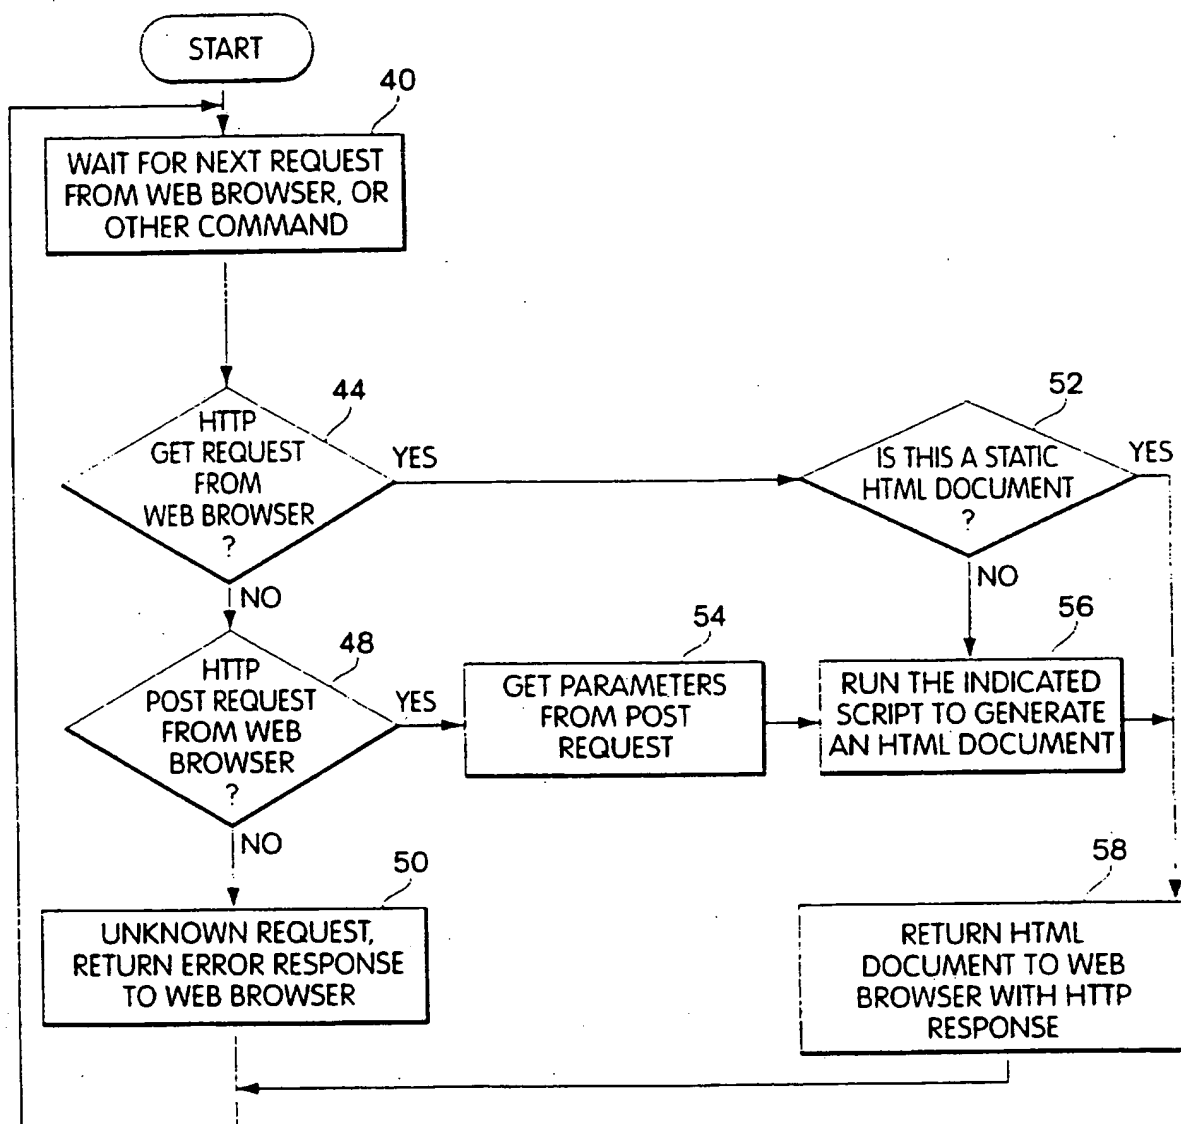 START
40
WAIT FOR NEXT REQUEST
FROM WEB BROWSER, OR
OTHER COMMAND
44
HTTP
GET REQUEST
FROM
WEB BROWSER
?
YES
NO
52
IS THIS A STATIC
HTML DOCUMENT
?
YES
NO
48
HTTP
POST REQUEST
FROM WEB
BROWSER
?
YES
NO
54
GET PARAMETERS
FROM POST
REQUEST
56
RUN THE INDICATED
SCRIPT TO GENERATE
AN HTML DOCUMENT
50
UNKNOWN REQUEST,
RETURN ERROR RESPONSE
TO WEB BROWSER
58
RETURN HTML
DOCUMENT TO WEB
BROWSER WITH HTTP
RESPONSE